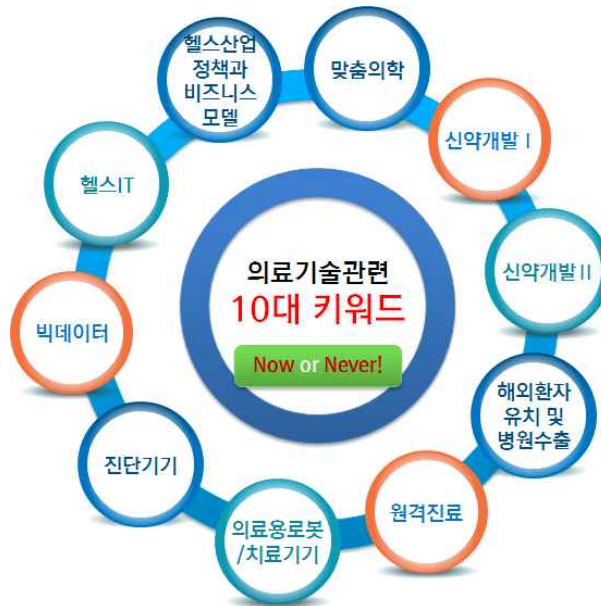 의료기술관련
10대 키워드
Now or Never!
맞춤의학
신약개발 I
신약개발 II
해외환자
유치 및
병원수출
원격진료
의료용로봇
/치료기기
진단기기
빅데이터
헬스IT
헬스산업
정책과
비즈니스
모델